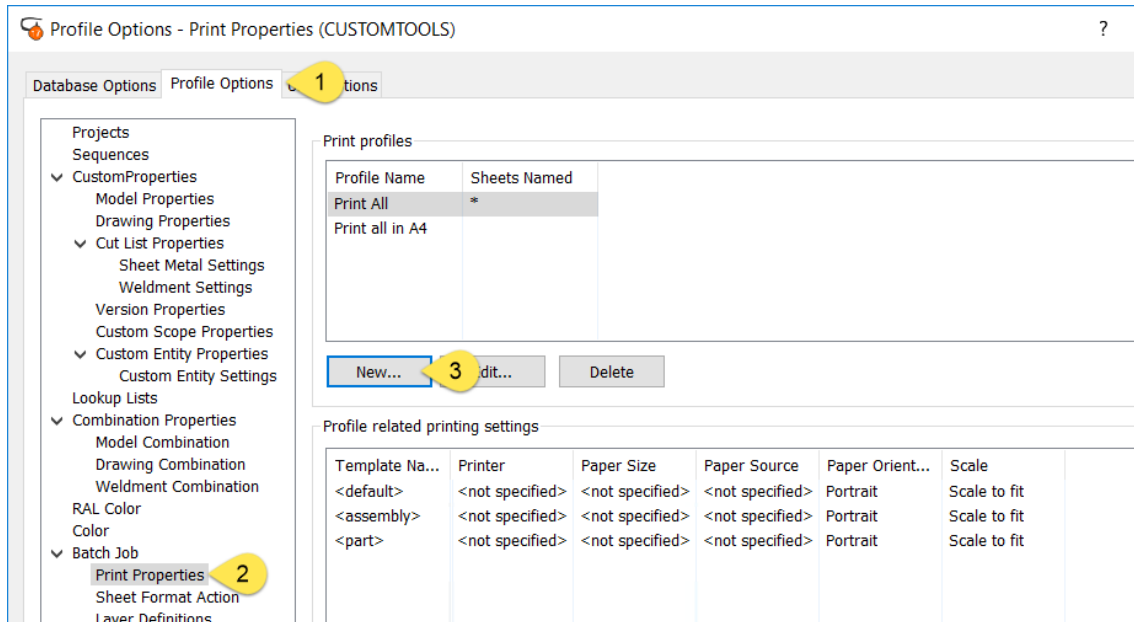 Profile Options - Print Properties (CUSTOMTOOLS) ?
Database Options Profile Options 1 tions
Projects
Sequences
CustomProperties
Model Properties
Drawing Properties
Cut List Properties
Sheet Metal Settings
Weldment Settings
Version Properties
Custom Scope Properties
Custom Entity Properties
Custom Entity Settings
Lookup Lists
Combination Properties
Model Combination
Drawing Combination
Weldment Combination
RAL Color
Color
Batch Job
Print Properties 2
Sheet Format Action
Layer Definitions
Print profiles
Profile Name Sheets Named
Print All *
Print all in A4
New... 3 dit... Delete
Profile related printing settings
Template Na... Printer Paper Size Paper Source Paper Orient... Scale
<default> <not specified> <not specified> <not specified> Portrait Scale to fit
<assembly> <not specified> <not specified> <not specified> Portrait Scale to fit
<part> <not specified> <not specified> <not specified> Portrait Scale to fit